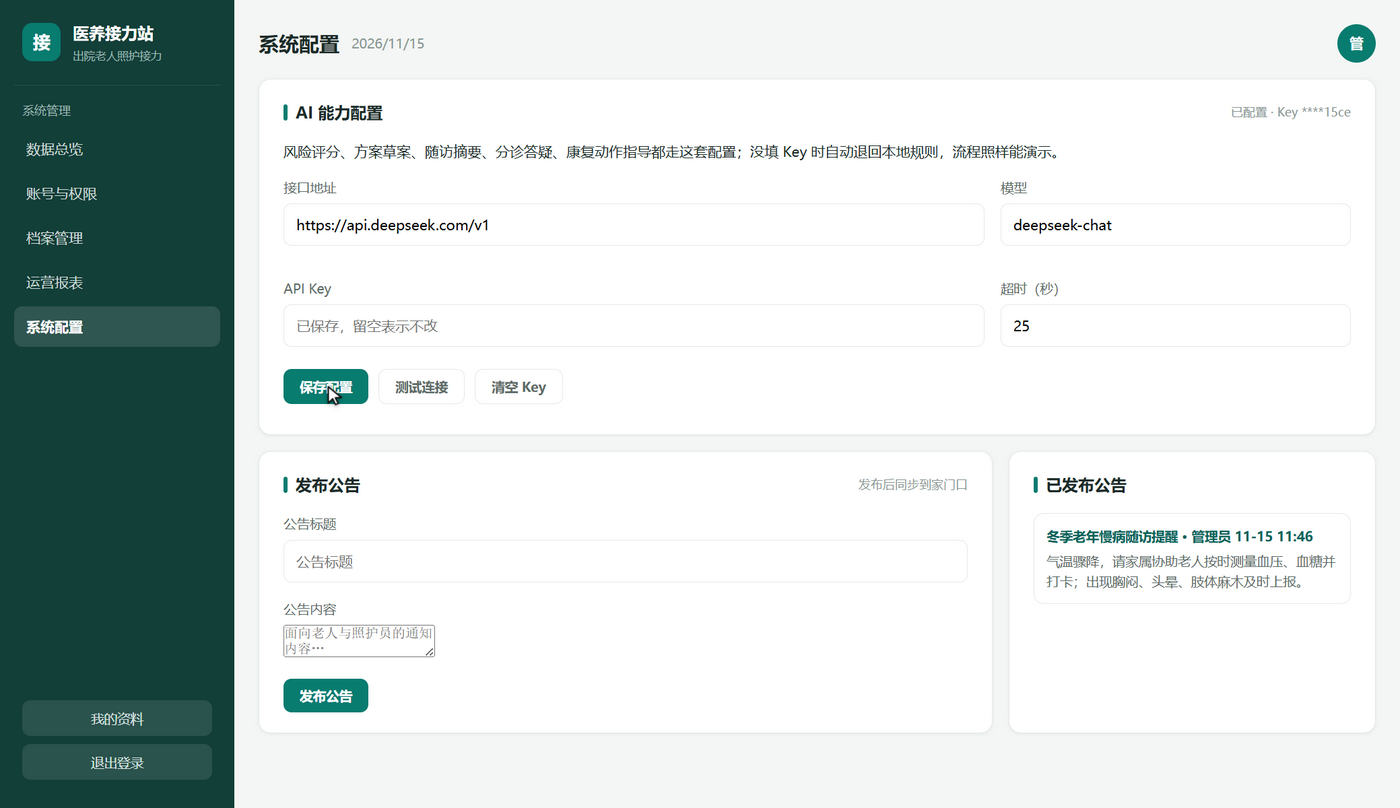 接
医养接力站
出院老人照护接力
系统管理
数据总览
账号与权限
档案管理
运营报表
系统配置
我的资料
退出登录
系统配置
2026/11/15
管
AI 能力配置
已配置 · Key ****15ce
风险评分、方案草案、随访摘要、分诊答疑、康复动作指导都走这套配置；没填 Key 时自动退回本地规则，流程照样能演示。
接口地址
模型
https://api.deepseek.com/v1
deepseek-chat
API Key
超时（秒）
已保存，留空表示不改
25
保存配置
测试连接
清空 Key
发布公告
发布后同步到家门口
公告标题
公告标题
公告内容
面向老人与照护员的通知
内容…
发布公告
已发布公告
冬季老年慢病随访提醒 • 管理员 11-15 11:46
气温骤降，请家属协助老人按时测量血压、血糖并
打卡；出现胸闷、头晕、肢体麻木及时上报。